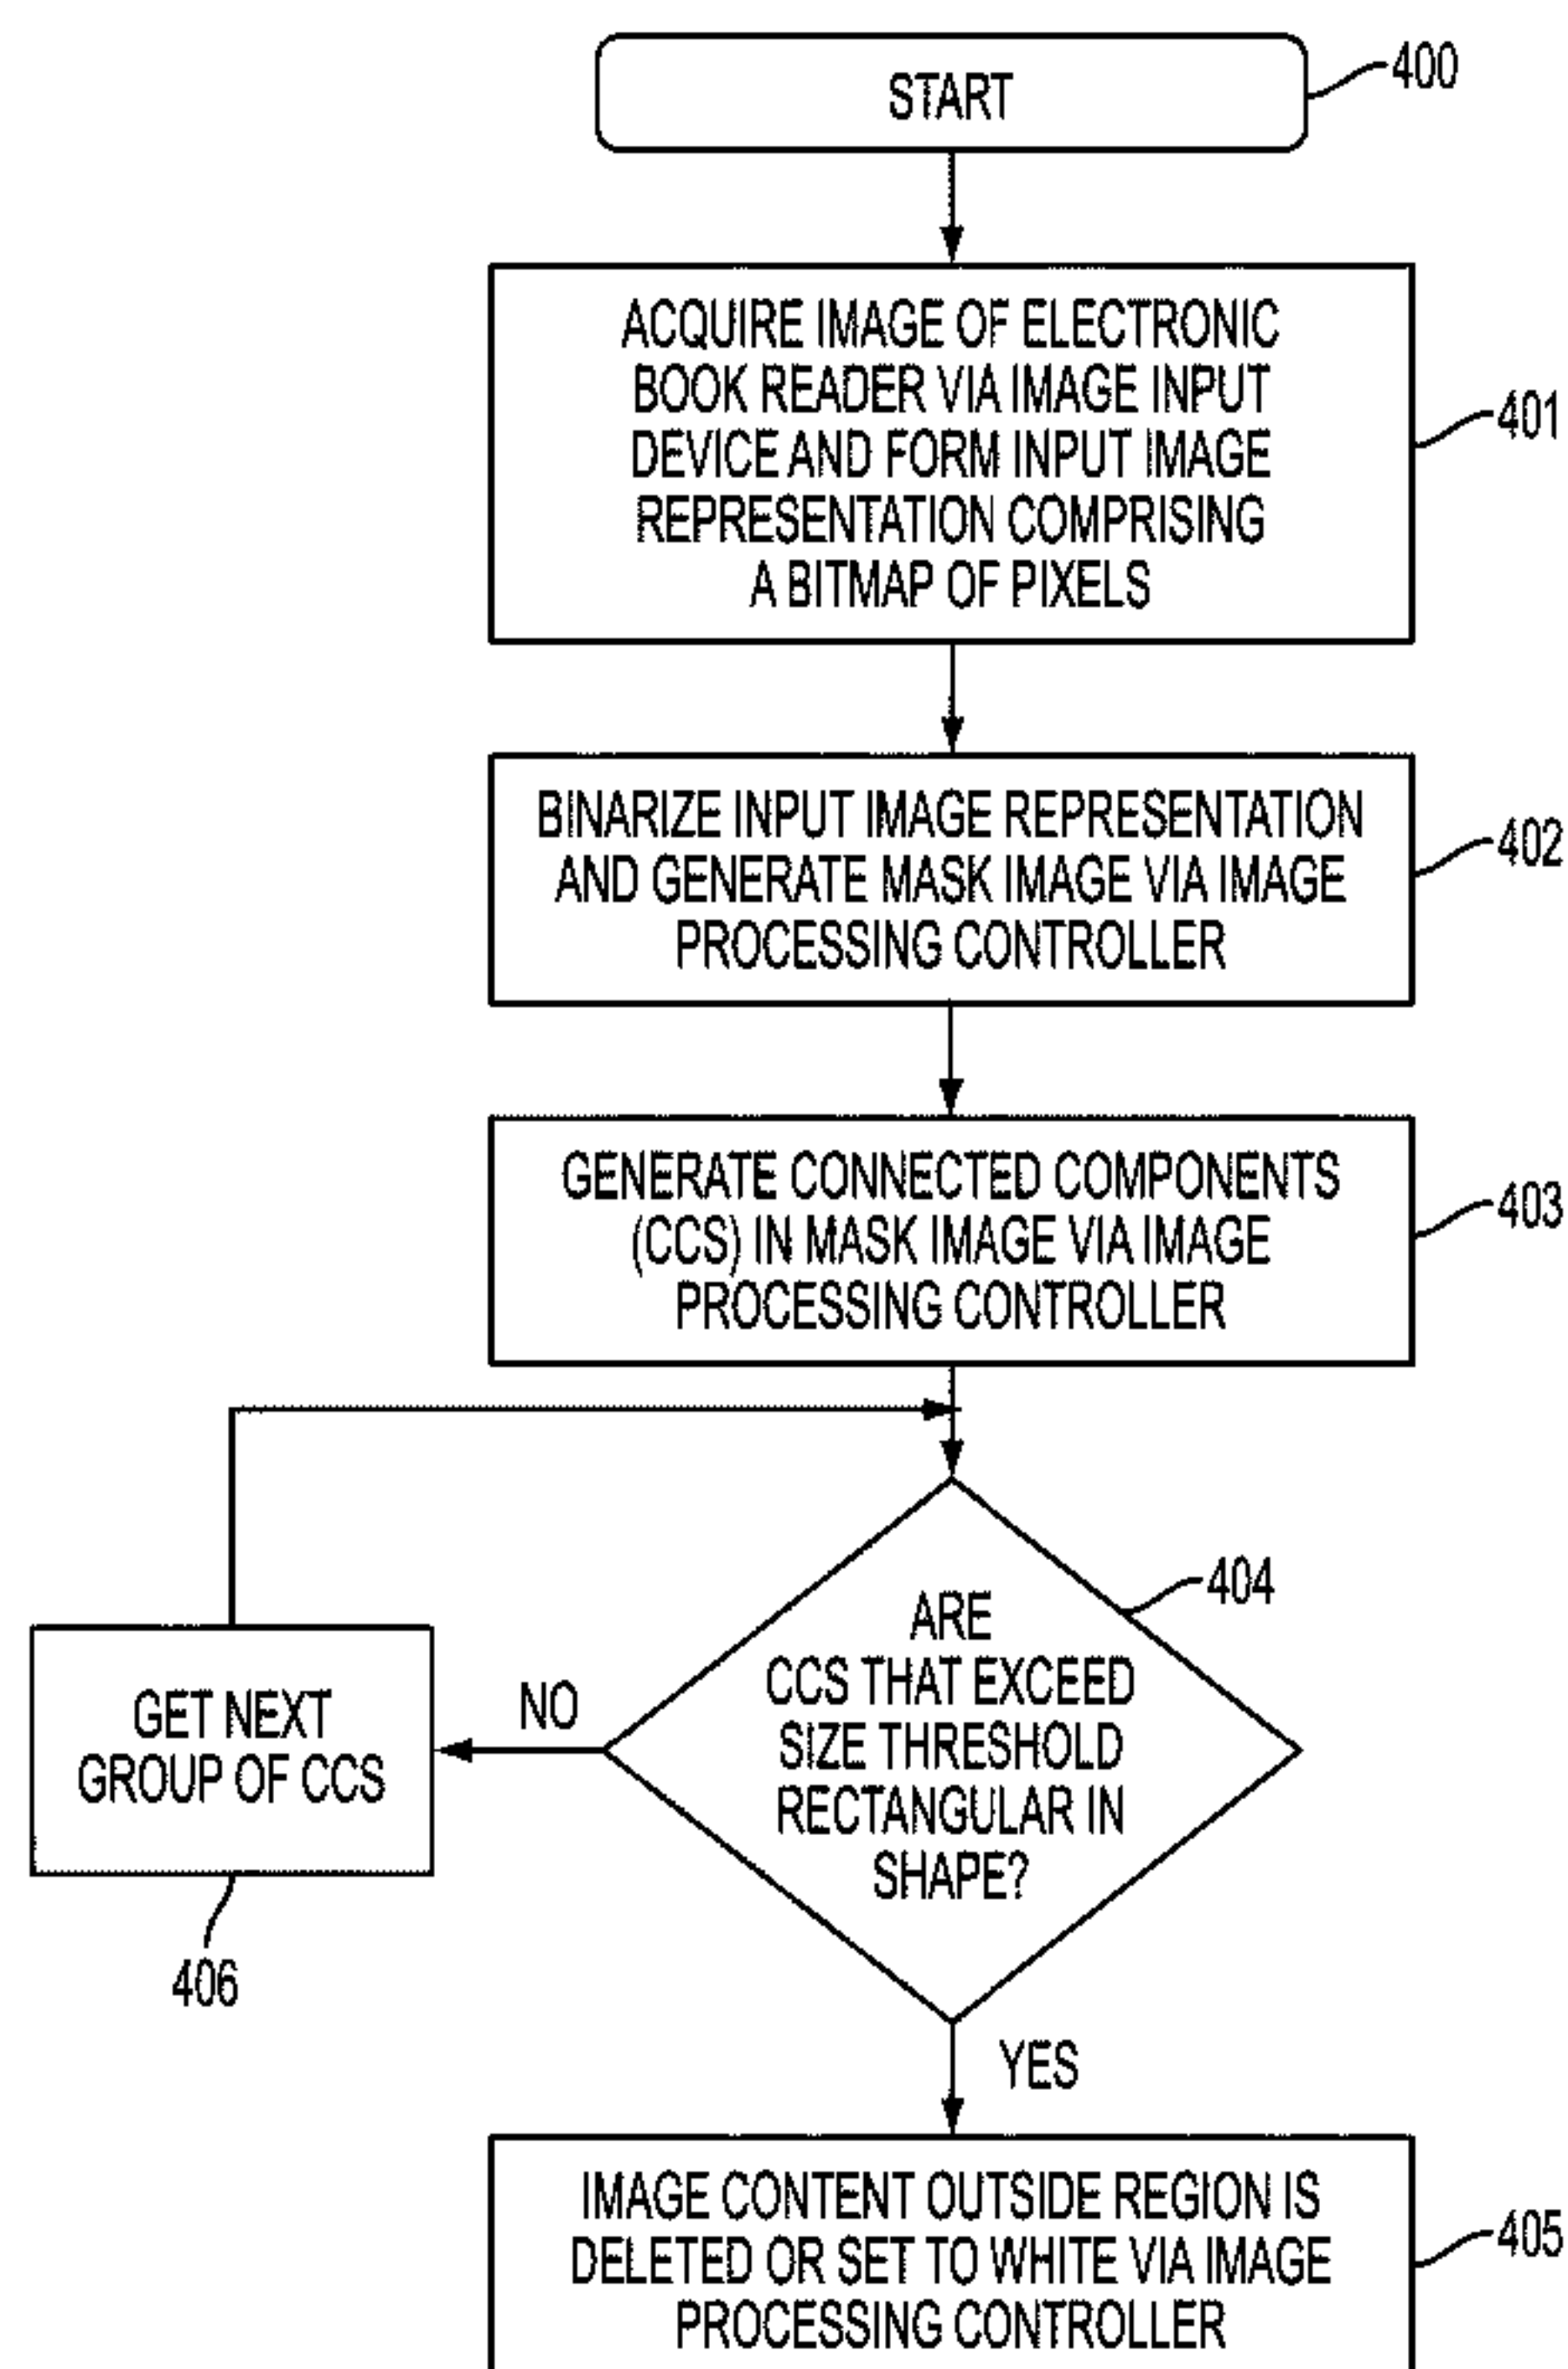 START
400
ACQUIRE IMAGE OF ELECTRONIC
BOOK READER VIA IMAGE INPUT
DEVICE AND FORM INPUT IMAGE
REPRESENTATION COMPRISING
A BITMAP OF PIXELS
401
BINARIZE INPUT IMAGE REPRESENTATION
AND GENERATE MASK IMAGE VIA IMAGE
PROCESSING CONTROLLER
402
GENERATE CONNECTED COMPONENTS
(CCS) IN MASK IMAGE VIA IMAGE
PROCESSING CONTROLLER
403
ARE
CCS THAT EXCEED
SIZE THRESHOLD
RECTANGULAR IN
SHAPE?
404
NO
GET NEXT
GROUP OF CCS
406
YES
IMAGE CONTENT OUTSIDE REGION IS
DELETED OR SET TO WHITE VIA IMAGE
PROCESSING CONTROLLER
405